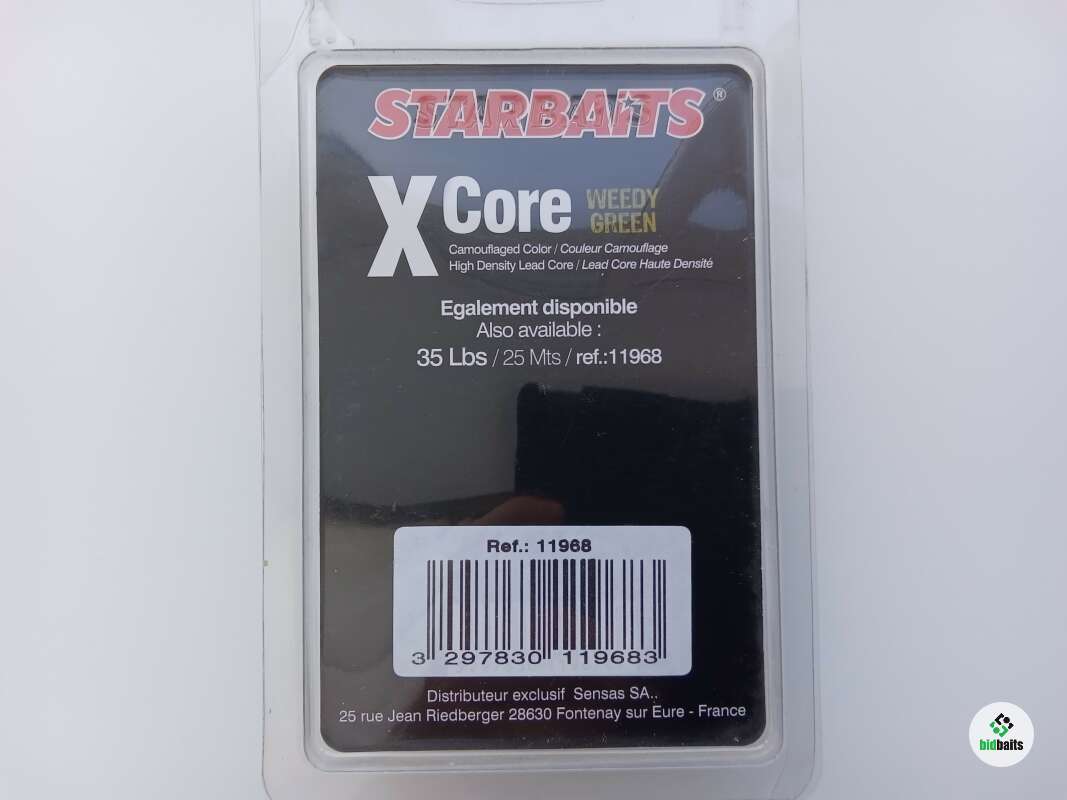 STARBAITS®
X Core WEEDY GREEN
Camouflaged Color / Couleur Camouflage
High Density Lead Core / Lead Core Haute Densité
Egalement disponible
Also available :
35 Lbs / 25 Mts / ref.:11968
Ref.: 11968
3 297830 119683
Distributeur exclusif Sensas SA..
25 rue Jean Riedberger 28630 Fontenay sur Eure - France
bidbaits